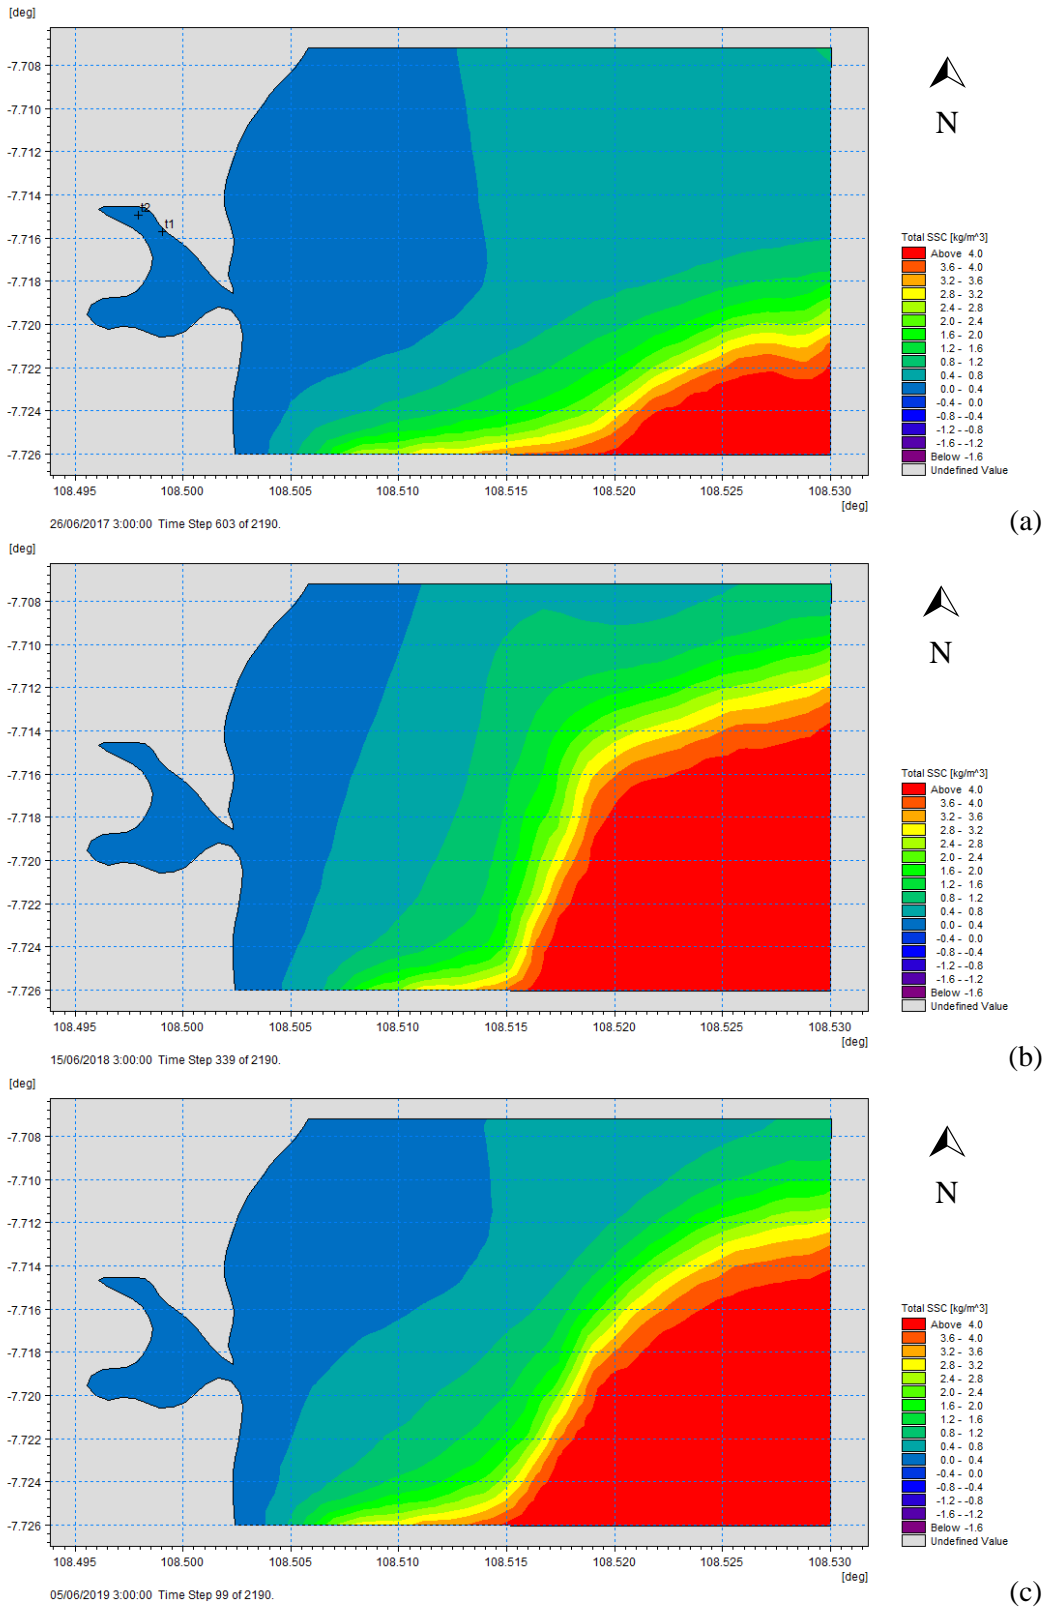 [deg]
-7.708
-7.710
-7.712
-7.714
-7.716
-7.718
-7.720
-7.722
-7.724
-7.726
t2
t1
108.495 108.500 108.505 108.510 108.515 108.520 108.525 108.530
[deg]
26/06/2017 3:00:00 Time Step 603 of 2190.
N
Total SSC [kg/m^3]
Above 4.0
3.6 - 4.0
3.2 - 3.6
2.8 - 3.2
2.4 - 2.8
2.0 - 2.4
1.6 - 2.0
1.2 - 1.6
0.8 - 1.2
0.4 - 0.8
0.0 - 0.4
-0.4 - 0.0
-0.8 - -0.4
-1.2 - -0.8
-1.6 - -1.2
Below -1.6
Undefined Value
(a)
[deg]
-7.708
-7.710
-7.712
-7.714
-7.716
-7.718
-7.720
-7.722
-7.724
-7.726
108.495 108.500 108.505 108.510 108.515 108.520 108.525 108.530
[deg]
15/06/2018 3:00:00 Time Step 339 of 2190.
N
Total SSC [kg/m^3]
Above 4.0
3.6 - 4.0
3.2 - 3.6
2.8 - 3.2
2.4 - 2.8
2.0 - 2.4
1.6 - 2.0
1.2 - 1.6
0.8 - 1.2
0.4 - 0.8
0.0 - 0.4
-0.4 - 0.0
-0.8 - -0.4
-1.2 - -0.8
-1.6 - -1.2
Below -1.6
Undefined Value
(b)
[deg]
-7.708
-7.710
-7.712
-7.714
-7.716
-7.718
-7.720
-7.722
-7.724
-7.726
108.495 108.500 108.505 108.510 108.515 108.520 108.525 108.530
[deg]
05/06/2019 3:00:00 Time Step 99 of 2190.
N
Total SSC [kg/m^3]
Above 4.0
3.6 - 4.0
3.2 - 3.6
2.8 - 3.2
2.4 - 2.8
2.0 - 2.4
1.6 - 2.0
1.2 - 1.6
0.8 - 1.2
0.4 - 0.8
0.0 - 0.4
-0.4 - 0.0
-0.8 - -0.4
-1.2 - -0.8
-1.6 - -1.2
Below -1.6
Undefined Value
(c)